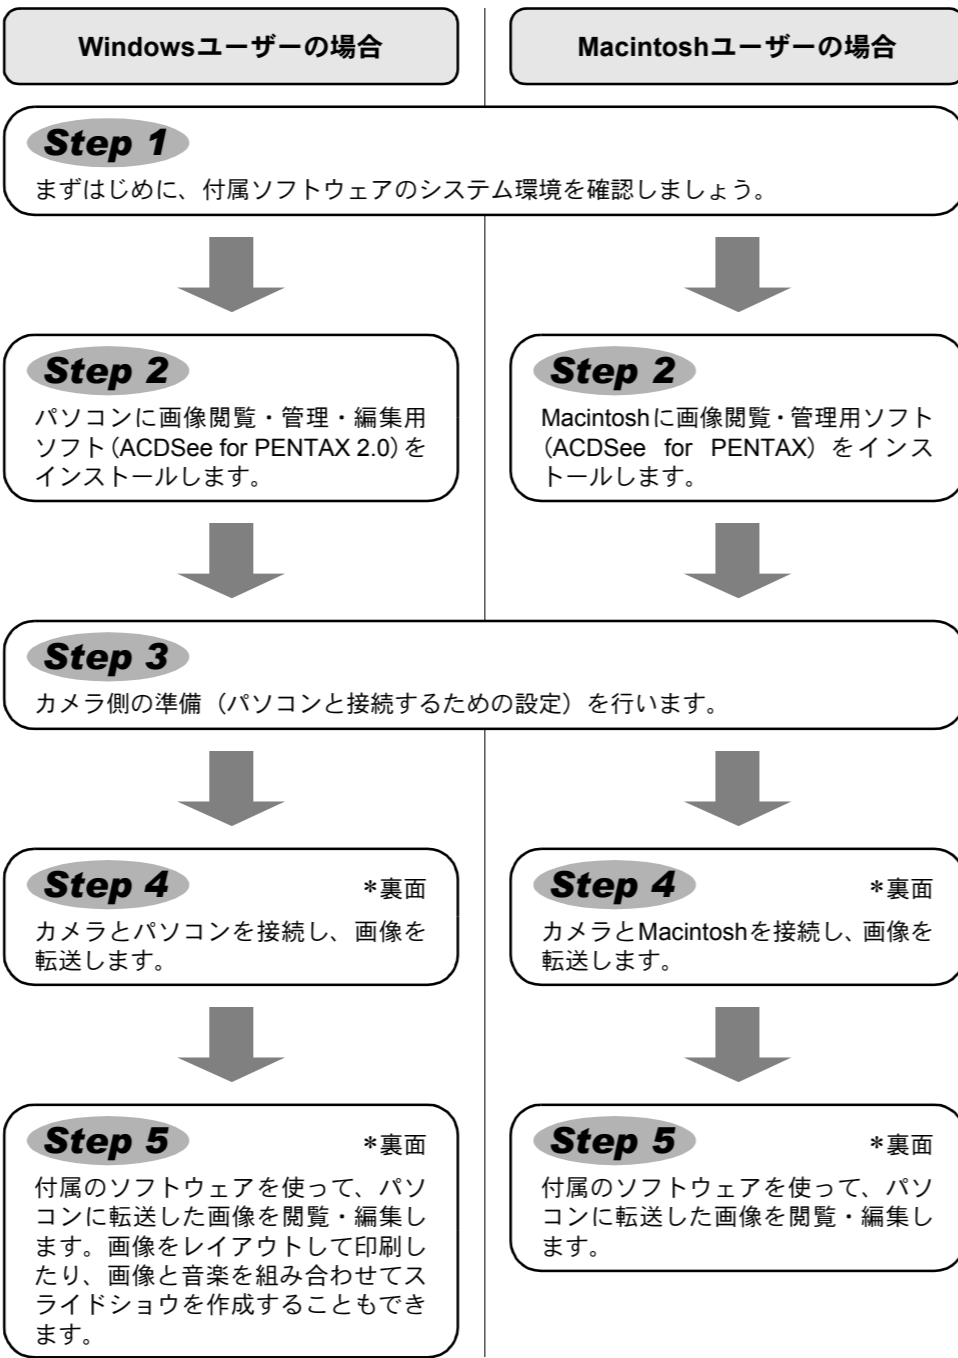 Windowsユーザーの場合
Macintoshユーザーの場合
Step 1
まずはじめに、付属ソフトウェアのシステム環境を確認しましょう。
Step 2
パソコンに画像閲覧・管理・編集用
ソフト（ACDSee for PENTAX 2.0）を
インストールします。
Step 2
Macintoshに画像閲覧・管理用ソフト
（ACDSee for PENTAX）をインス
トールします。
Step 3
カメラ側の準備（パソコンと接続するための設定）を行います。
Step 4 *裏面
カメラとパソコンを接続し、画像を
転送します。
Step 4 *裏面
カメラとMacintoshを接続し、画像を
転送します。
Step 5 *裏面
付属のソフトウェアを使って、パソ
コンに転送した画像を閲覧・編集し
ます。画像をレイアウトして印刷し
たり、画像と音楽を組み合わせてス
ライドショウを作成することもでき
ます。
Step 5 *裏面
付属のソフトウェアを使って、パソ
コンに転送した画像を閲覧・編集し
ます。